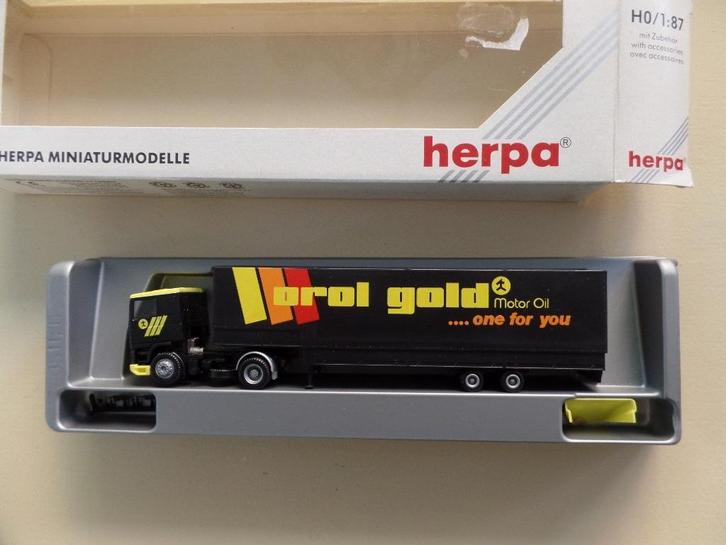 H0/1:87
mit Zubehör
with accessories
avec accessoires
HERPA MINIATURMODELLE
herpa®
herpa®
orol gold
Motor Oil
.... one for you